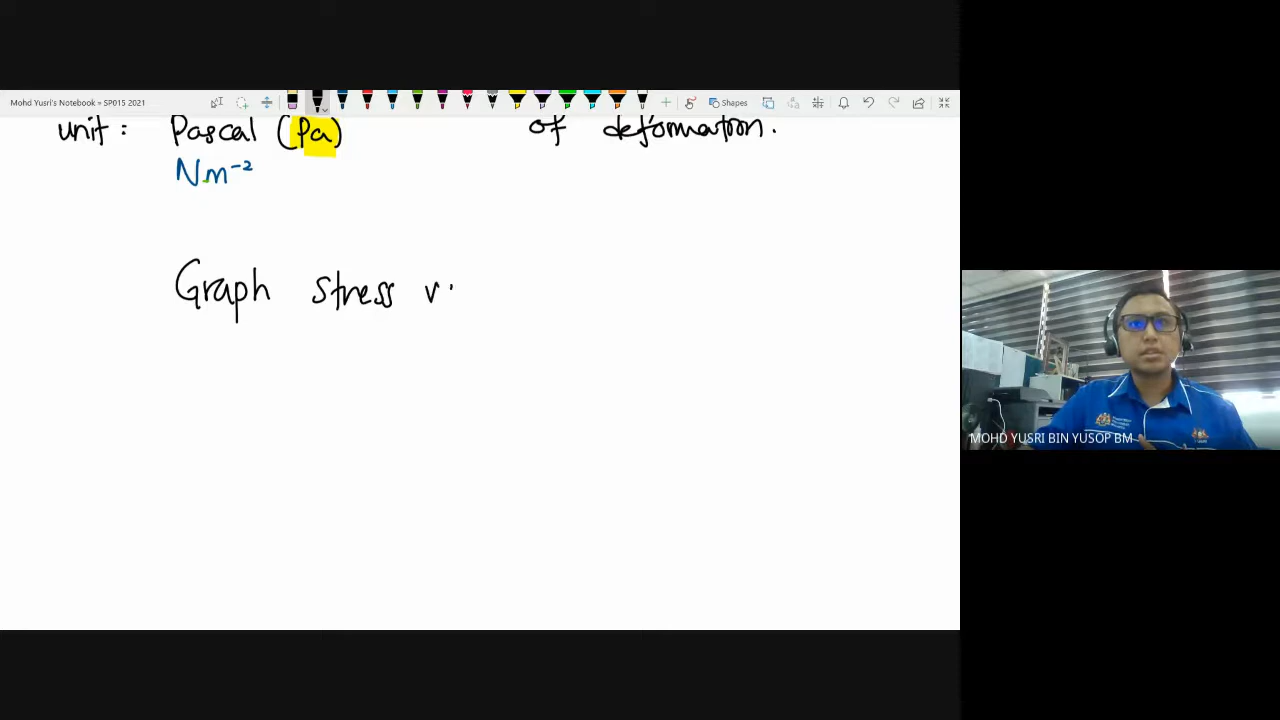 Mohd Yusri's Notebook » SP015 2021
Shapes
unit : Pascal (Pa) of deformation.
Nm⁻²
Graph stress v
MOHD YUSRI BIN YUSOP BM